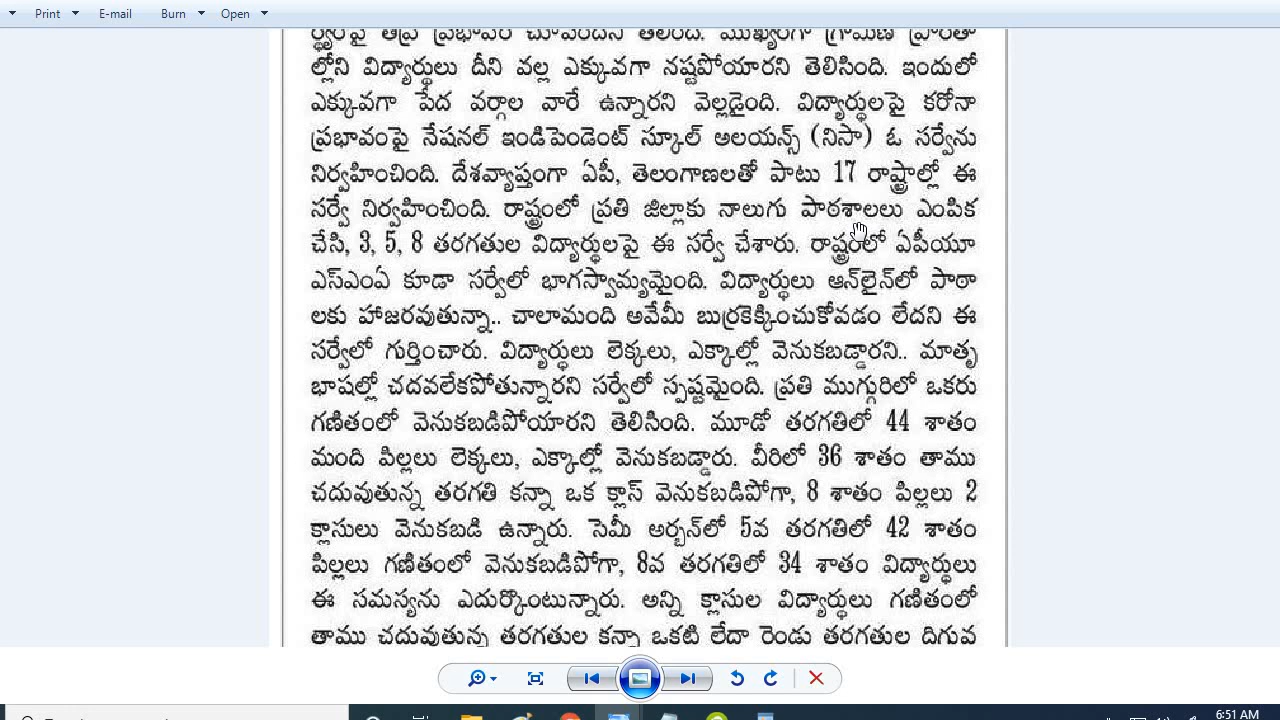 Print E-mail Burn Open
ర్థులపై తీవ్ర ప్రభావం చూపిందని తేలింది. ముఖ్యంగా గ్రామీణ ప్రాంతా
ల్లోని విద్యార్థులు దీని వల్ల ఎక్కువగా నష్టపోయారని తెలిసింది. ఇందులో
ఎక్కువగా పేద వర్గాల వారే ఉన్నారని వెల్లడైంది. విద్యార్థులపై కరోనా
ప్రభావంపై నేషనల్ ఇండిపెండెంట్ స్కూల్ అలయన్స్ (నిసా) ఓ సర్వేను
నిర్వహించింది. దేశవ్యాప్తంగా ఏపీ, తెలంగాణలతో పాటు 17 రాష్ట్రాల్లో ఈ
సర్వే నిర్వహించింది. రాష్ట్రంలో ప్రతి జిల్లాకు నాలుగు పాఠశాలలు ఎంపిక
చేసి, 3, 5, 8 తరగతుల విద్యార్థులపై ఈ సర్వే చేశారు. రాష్ట్రంలో ఏపీయూ
ఎస్ఎంఏ కూడా సర్వేలో భాగస్వామ్యమైంది. విద్యార్థులు ఆన్‌లైన్‌లో పాఠా
లకు హాజరవుతున్నా.. చాలామంది అవేమీ బుర్రకెక్కించుకోవడం లేదని ఈ
సర్వేలో గుర్తించారు. విద్యార్థులు లెక్కలు, ఎక్కాల్లో వెనుకబడ్డారని.. మాతృ
భాషల్లో చదవలేకపోతున్నారని సర్వేలో స్పష్టమైంది. ప్రతి ముగ్గురిలో ఒకరు
గణితంలో వెనుకబడిపోయారని తెలిసింది. మూడో తరగతిలో 44 శాతం
మంది పిల్లలు లెక్కలు, ఎక్కాల్లో వెనుకబడ్డారు. వీరిలో 36 శాతం తాము
చదువుతున్న తరగతి కన్నా ఒక క్లాస్ వెనుకబడిపోగా, 8 శాతం పిల్లలు 2
క్లాసులు వెనుకబడి ఉన్నారు. సెమీ అర్బన్‌లో 5వ తరగతిలో 42 శాతం
పిల్లలు గణితంలో వెనుకబడిపోగా, 8వ తరగతిలో 34 శాతం విద్యార్థులు
ఈ సమస్యను ఎదుర్కొంటున్నారు. అన్ని క్లాసుల విద్యార్థులు గణితంలో
తాము చదువుతున్న తరగతుల కన్నా ఒకటి లేదా రెండు తరగతుల దిగువ
6:51 AM